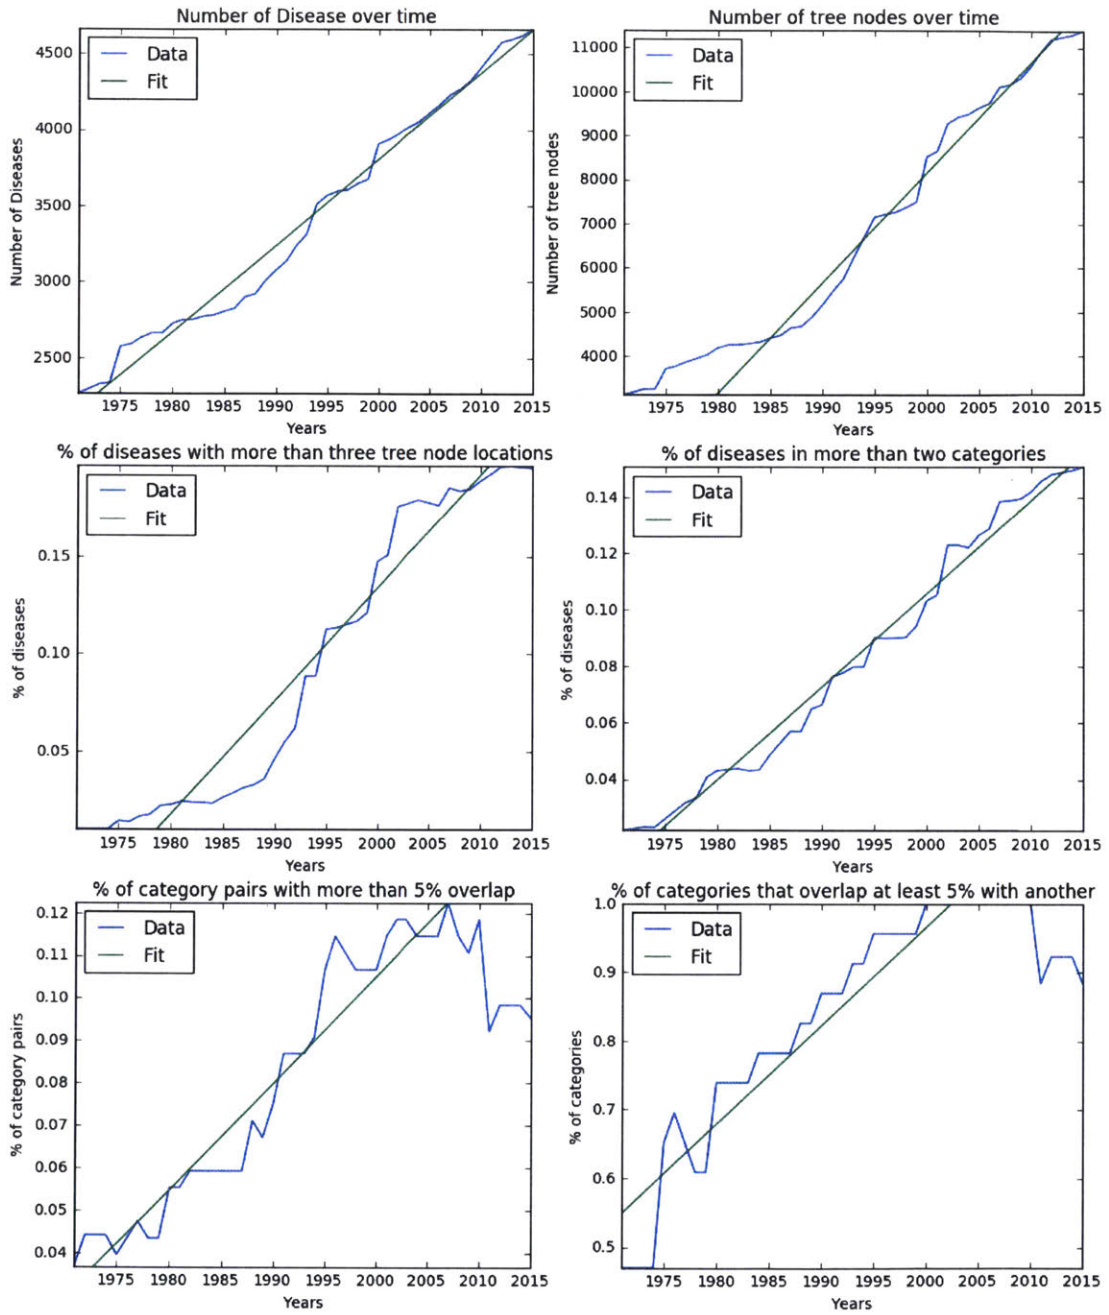 Number of Disease over time
Data
Fit
4500
4000
3500
3000
2500
Number of Diseases
1975 1980 1985 1990 1995 2000 2005 2010 2015
Years
Number of tree nodes over time
Data
Fit
11000
10000
9000
8000
7000
6000
5000
4000
Number of tree nodes
1975 1980 1985 1990 1995 2000 2005 2010 2015
Years
% of diseases with more than three tree node locations
Data
Fit
0.15
0.10
0.05
% of diseases
1975 1980 1985 1990 1995 2000 2005 2010 2015
Years
% of diseases in more than two categories
Data
Fit
0.14
0.12
0.10
0.08
0.06
0.04
% of diseases
1975 1980 1985 1990 1995 2000 2005 2010 2015
Years
% of category pairs with more than 5% overlap
Data
Fit
0.12
0.11
0.10
0.09
0.08
0.07
0.06
0.05
0.04
% of category pairs
1975 1980 1985 1990 1995 2000 2005 2010 2015
Years
% of categories that overlap at least 5% with another
Data
Fit
1.0
0.9
0.8
0.7
0.6
0.5
% of categories
1975 1980 1985 1990 1995 2000 2005 2010 2015
Years